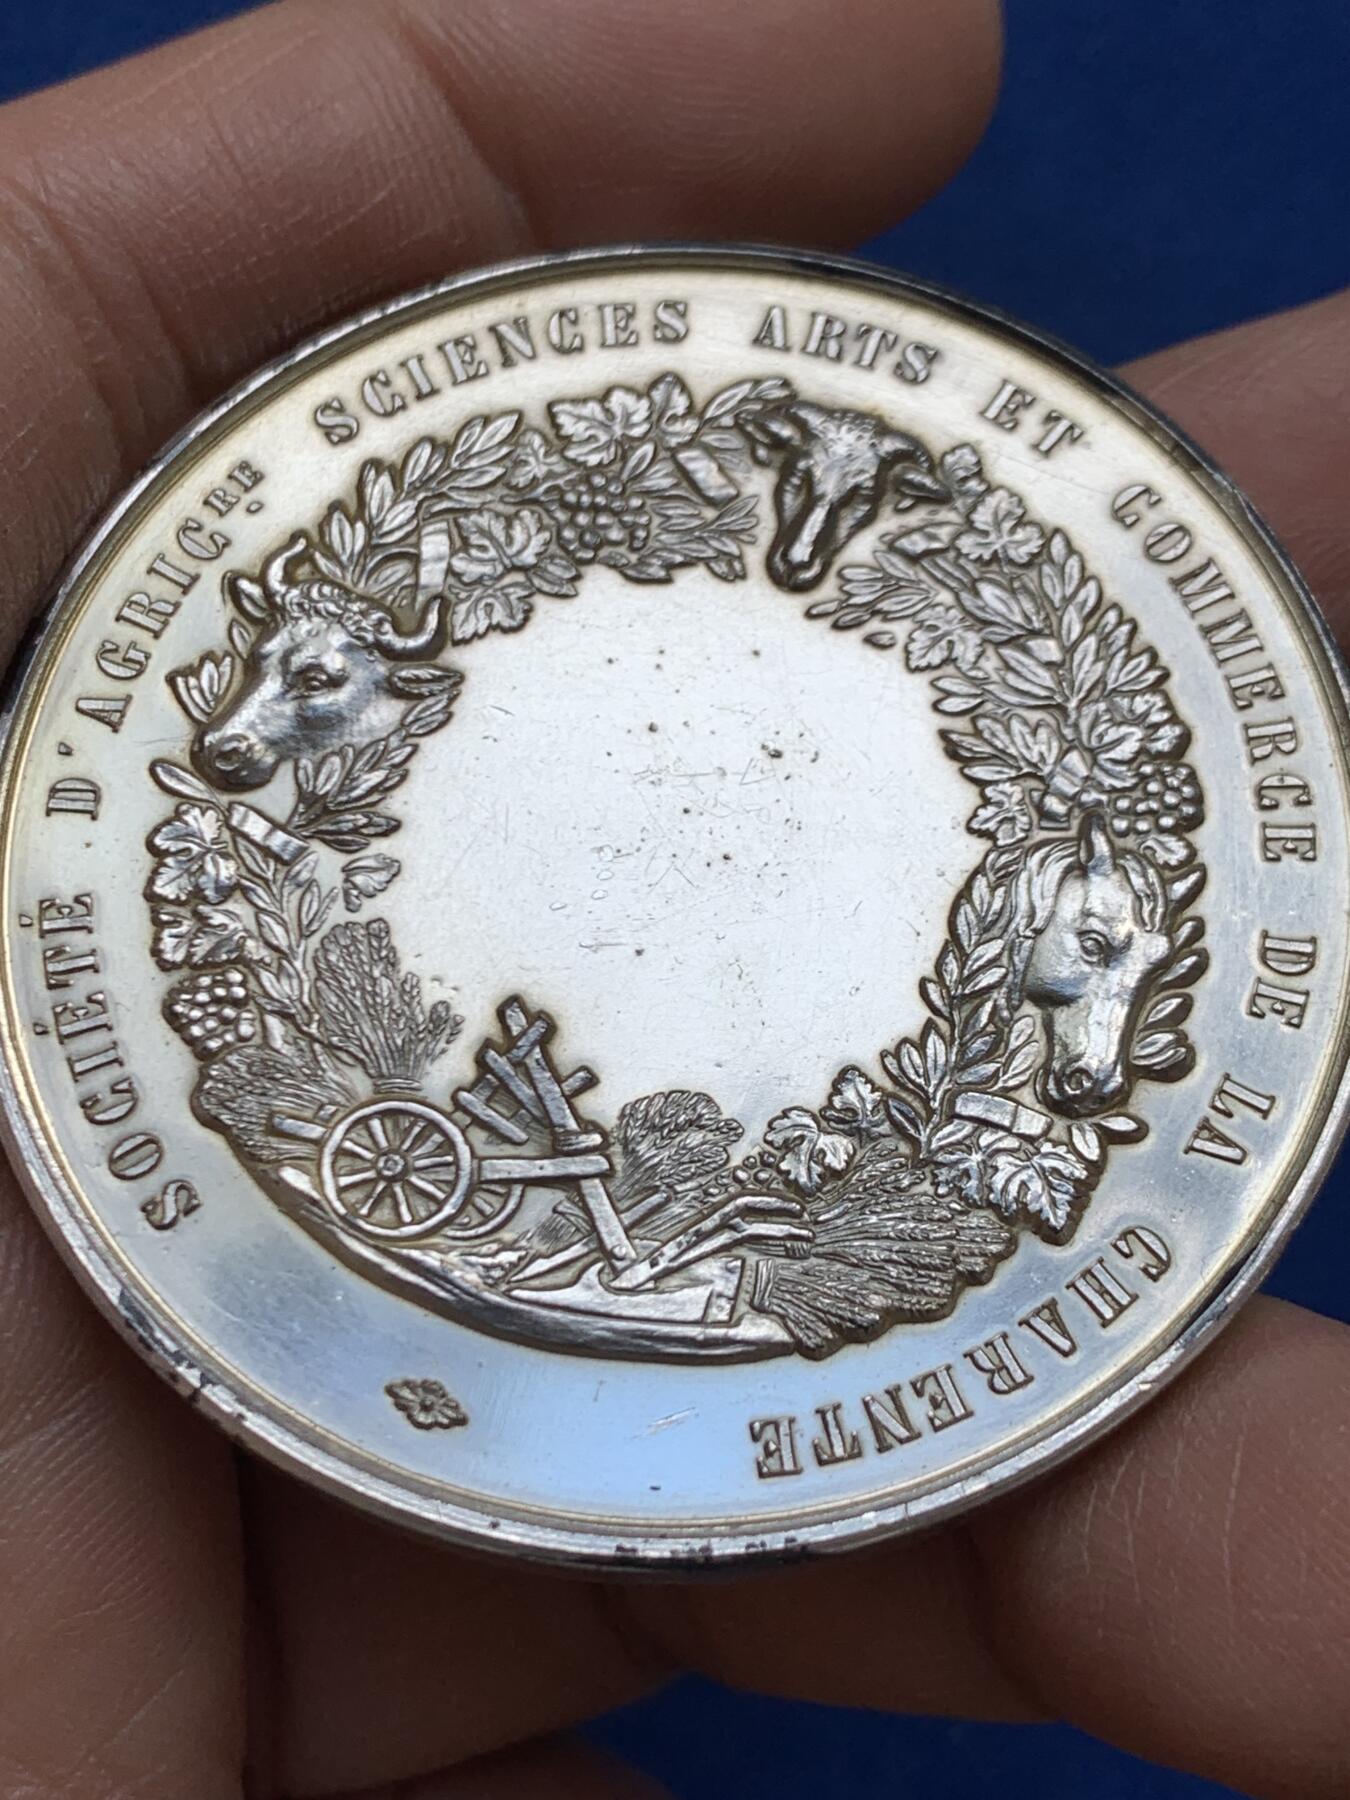 SOCIÉTÉ D'AGRICRE SCIENCES ARTS ET COMMERCE DE LA CHARENTE